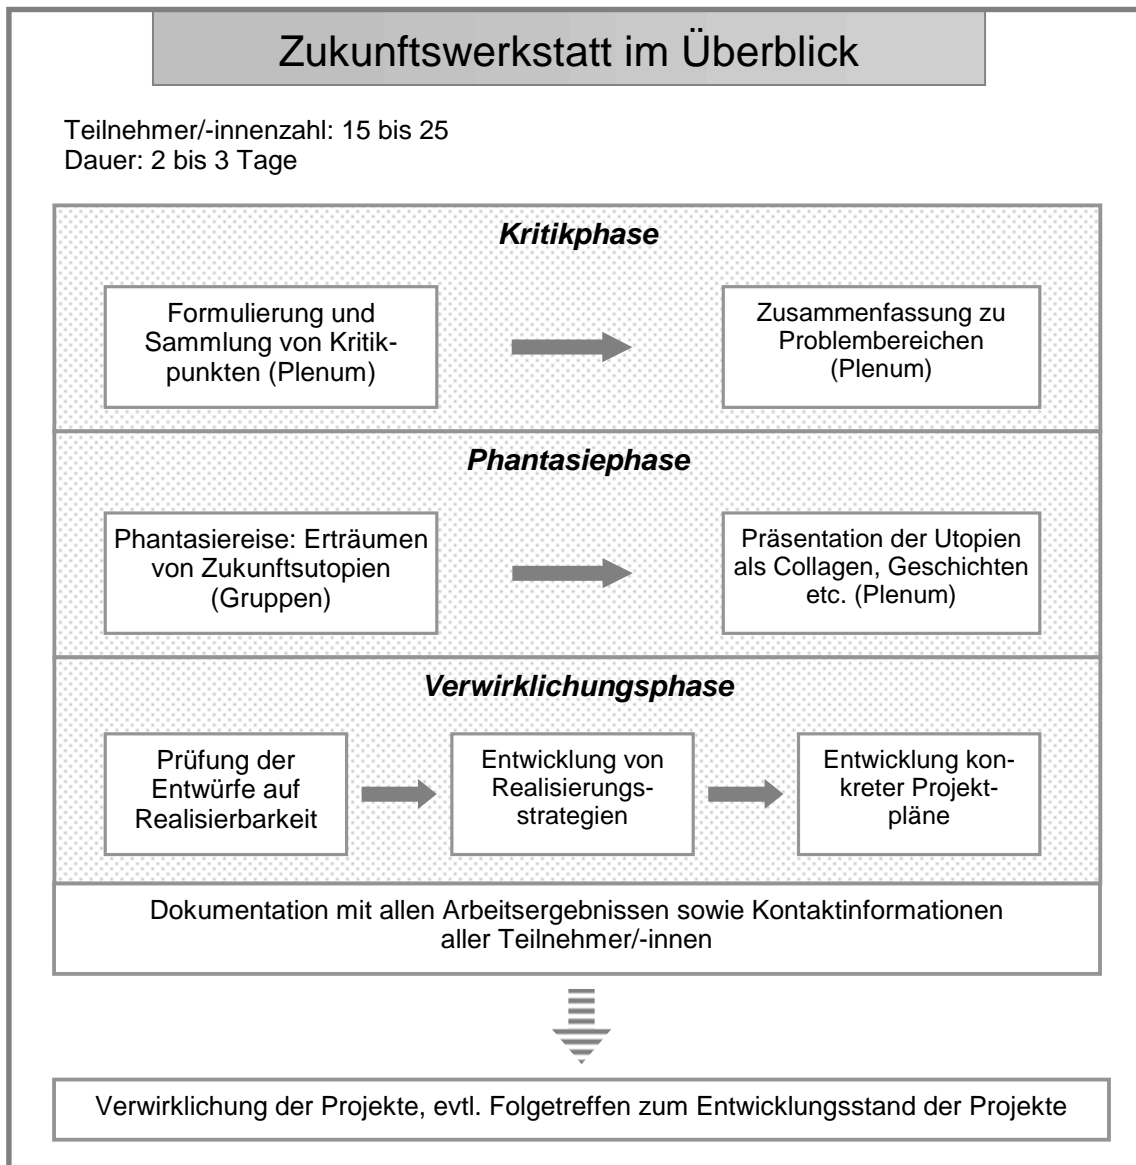 Zukunftswerkstatt im Überblick
Teilnehmer/-innenzahl: 15 bis 25
Dauer: 2 bis 3 Tage
Kritikphase
Formulierung und
Sammlung von Kritik-
punkten (Plenum)
Zusammenfassung zu
Problembereichen
(Plenum)
Phantasiephase
Phantasiereise: Erträumen
von Zukunftsutopien
(Gruppen)
Präsentation der Utopien
als Collagen, Geschichten
etc. (Plenum)
Verwirklichungsphase
Prüfung der
Entwürfe auf
Realisierbarkeit
Entwicklung von
Realisierungs-
strategien
Entwicklung kon-
kreter Projekt-
pläne
Dokumentation mit allen Arbeitsergebnissen sowie Kontaktinformationen
aller Teilnehmer/-innen
Verwirklichung der Projekte, evtl. Folgetreffen zum Entwicklungsstand der Projekte